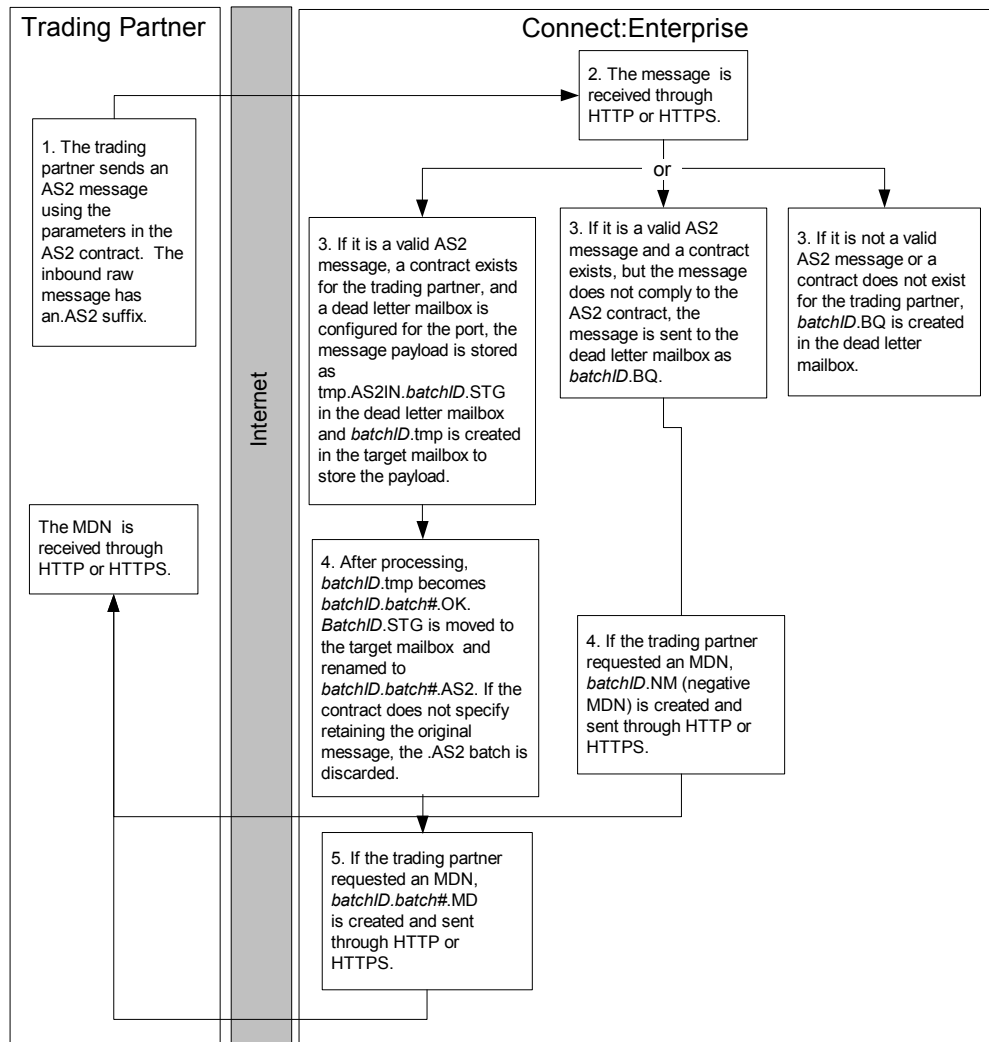 Trading Partner
Connect:Enterprise
Internet
1. The trading
partner sends an
AS2 message
using the
parameters in the
AS2 contract.  The
inbound raw
message has
an.AS2 suffix.
2. The message  is
received through
HTTP or HTTPS.
or
3. If it is a valid AS2
message, a contract exists
for the trading partner, and
a dead letter mailbox is
configured for the port, the
message payload is stored
as
tmp.AS2IN.batchID.STG
in the dead letter mailbox
and batchID.tmp is created
in the target mailbox to
store the payload.
3. If it is a valid AS2
message and a contract
exists, but the message
does not comply to the
AS2 contract, the
message is sent to the
dead letter mailbox as
batchID.BQ.
3. If it is not a valid
AS2 message or a
contract does not exist
for the trading partner,
batchID.BQ is created
in the dead letter
mailbox.
The MDN  is
received through
HTTP or HTTPS.
4. After processing,
batchID.tmp becomes
batchID.batch#.OK.
BatchID.STG is moved to
the target mailbox  and
renamed to
batchID.batch#.AS2. If the
contract does not specify
retaining the original
message, the .AS2 batch is
discarded.
4. If the trading partner
requested an MDN,
batchID.NM (negative
MDN) is created and
sent through HTTP or
HTTPS.
5. If the trading partner
requested an MDN,
batchID.batch#.MD
is created and sent
through HTTP or
HTTPS.